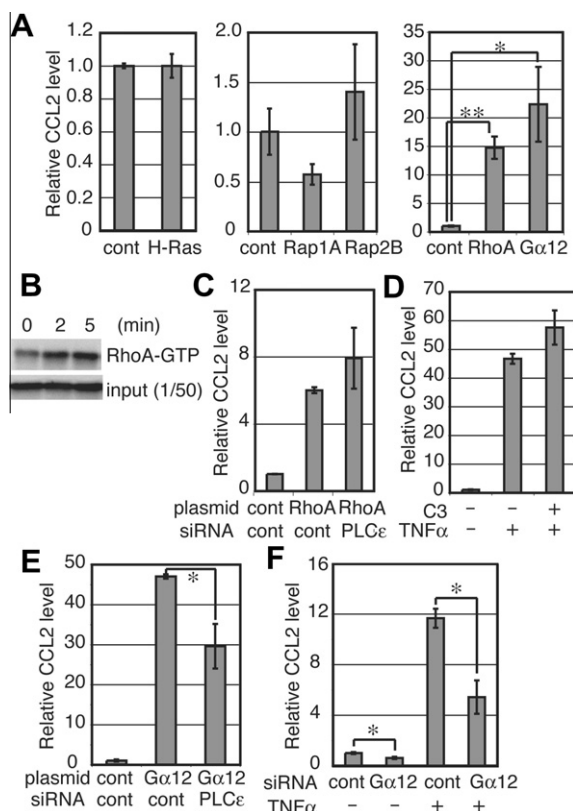 A
Relative CCL2 level
1.2
1.0
0.8
0.6
0.4
0.2
0
cont H-Ras
2.0
1.5
1.0
0.5
0
cont Rap1A Rap2B
35
30
25
20
15
10
5
0
*
**
cont RhoA Gα12
B
0 2 5 (min)
RhoA-GTP
input (1/50)
C
Relative CCL2 level
12
8
4
0
plasmid cont RhoA RhoA
siRNA cont cont PLCε
D
Relative CCL2 level
70
60
50
40
30
20
10
0
C3 − − +
TNFα − + +
E
Relative CCL2 level
50
40
30
20
10
0
*
plasmid cont Gα12 Gα12
siRNA cont cont PLCε
F
Relative CCL2 level
16
12
8
4
0
*
*
siRNA cont Gα12 cont Gα12
TNFα − − + +